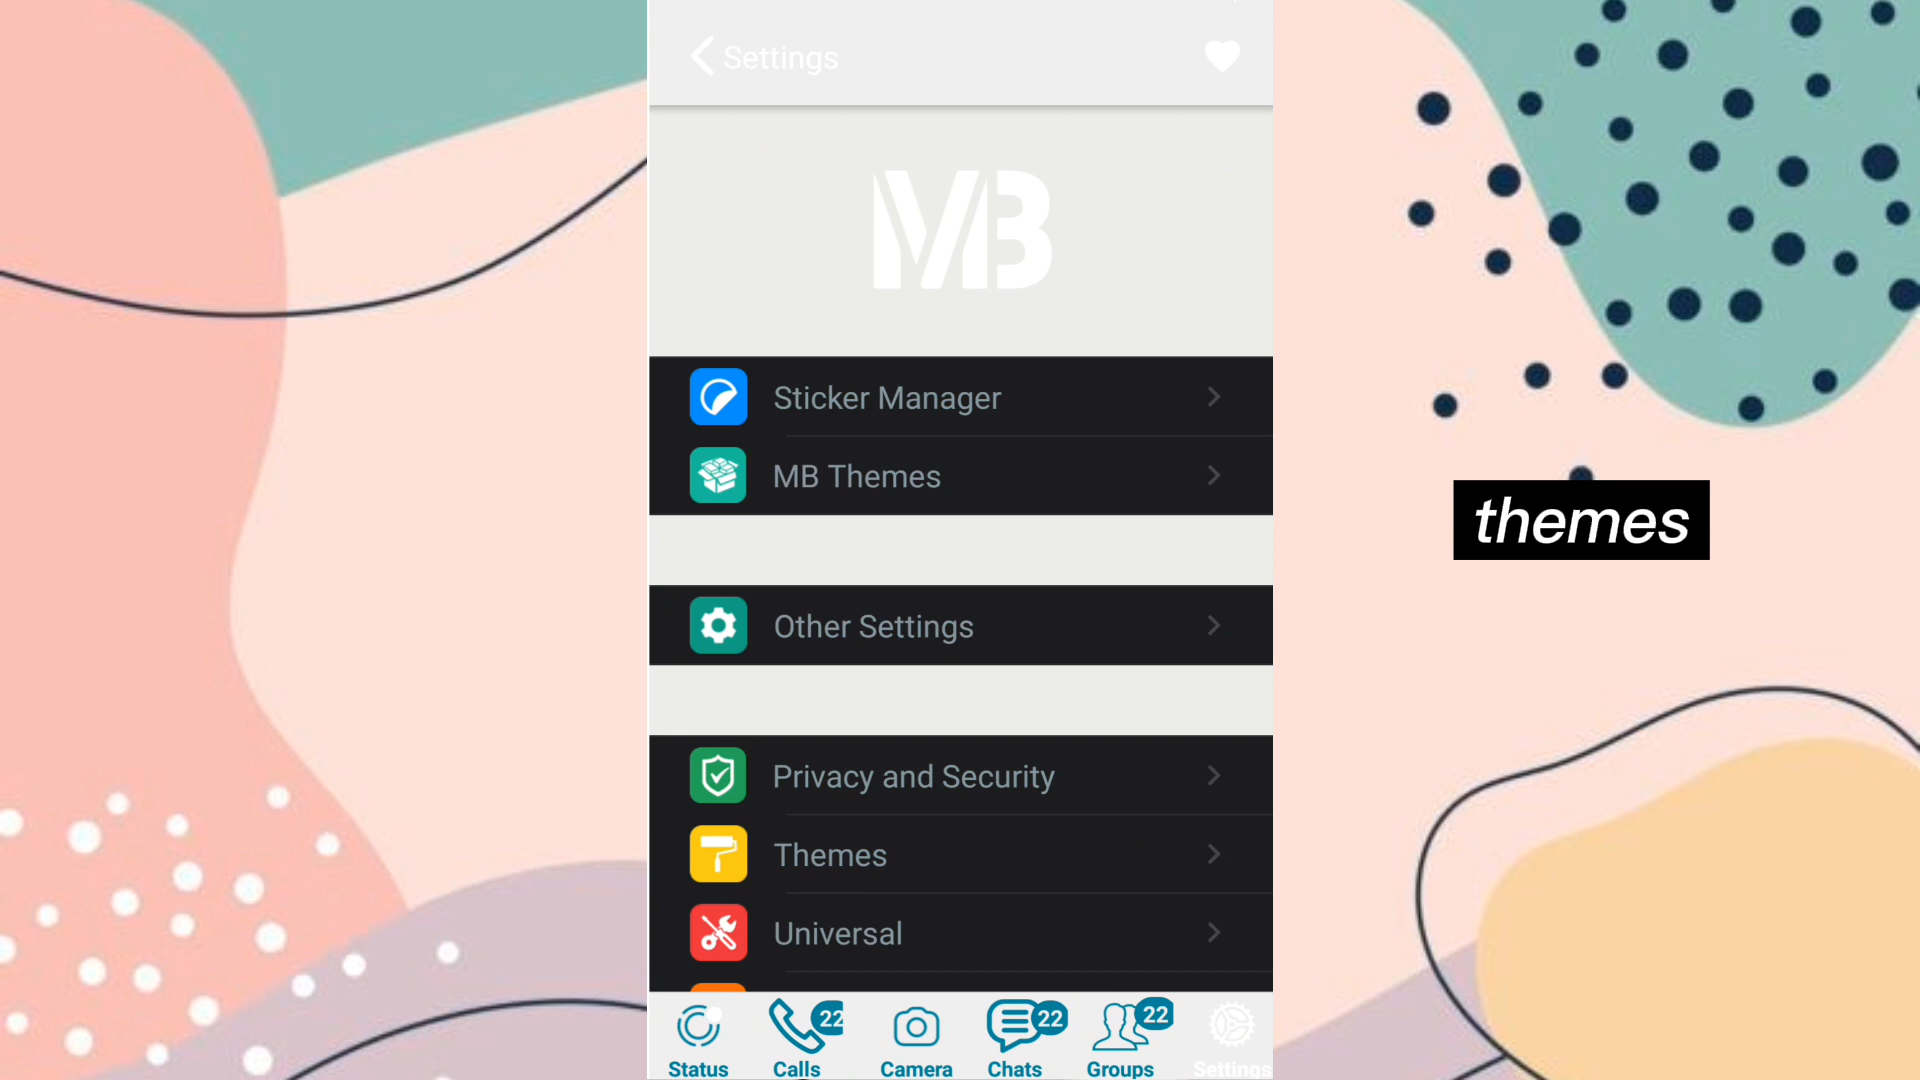 Settings
MB
Sticker Manager
MB Themes
themes
Other Settings
Privacy and Security
Themes
Universal
22
22
22
Status
Calls
Camera
Chats
Groups
Settings